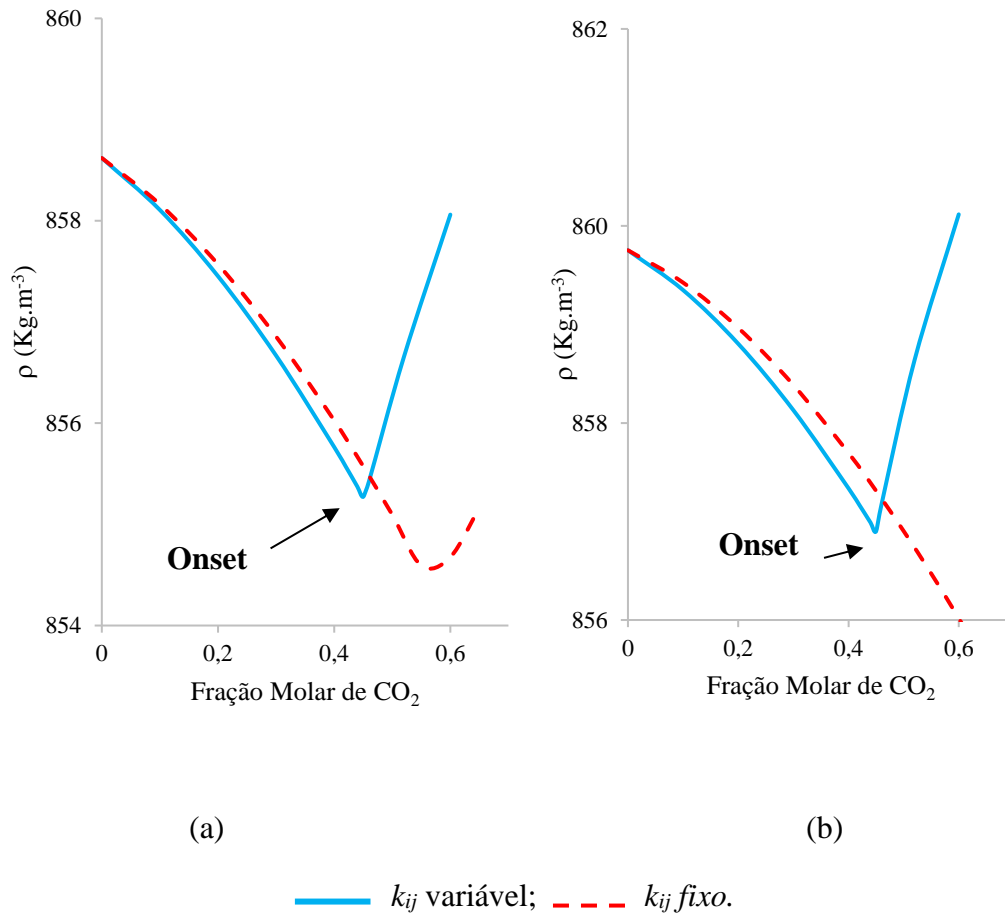 860
858
856
854
ρ (Kg.m-3)
0
0,2
0,4
0,6
Fração Molar de CO2
Onset
(a)
862
860
858
856
ρ (Kg.m-3)
0
0,2
0,4
0,6
Fração Molar de CO2
Onset
(b)
kij variável; kij fixo.